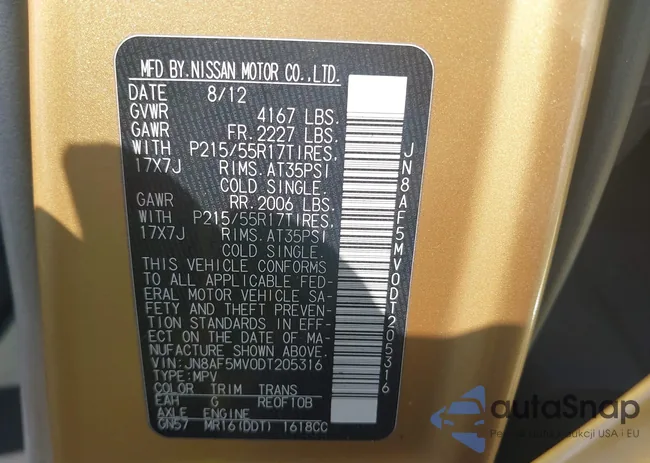 MFD BY.NISSAN MOTOR CO.,LTD.
DATE 8/12
GVWR 4167 LBS.
GAWR FR. 2227 LBS.
WITH P215/55R17TIRES,
17X7J RIMS.AT35PSI
COLD SINGLE.
GAWR RR. 2006 LBS.
WITH P215/55R17TIRES,
17X7J RIMS.AT35PSI
COLD SINGLE.
THIS VEHICLE CONFORMS
TO ALL APPLICABLE FED-
ERAL MOTOR VEHICLE SA-
FETY AND THEFT PREVEN-
TION STANDARDS IN EFF-
ECT ON THE DATE OF MA-
NUFACTURE SHOWN ABOVE.
VIN:JN8AF5MV0DT205316
TYPE:MPV
COLOR TRIM TRANS
EAH G RE0F10B
AXLE ENGINE
GN57 MR16(DDT) 1618CC
JN8AF5MV0DT205316
autoSnap